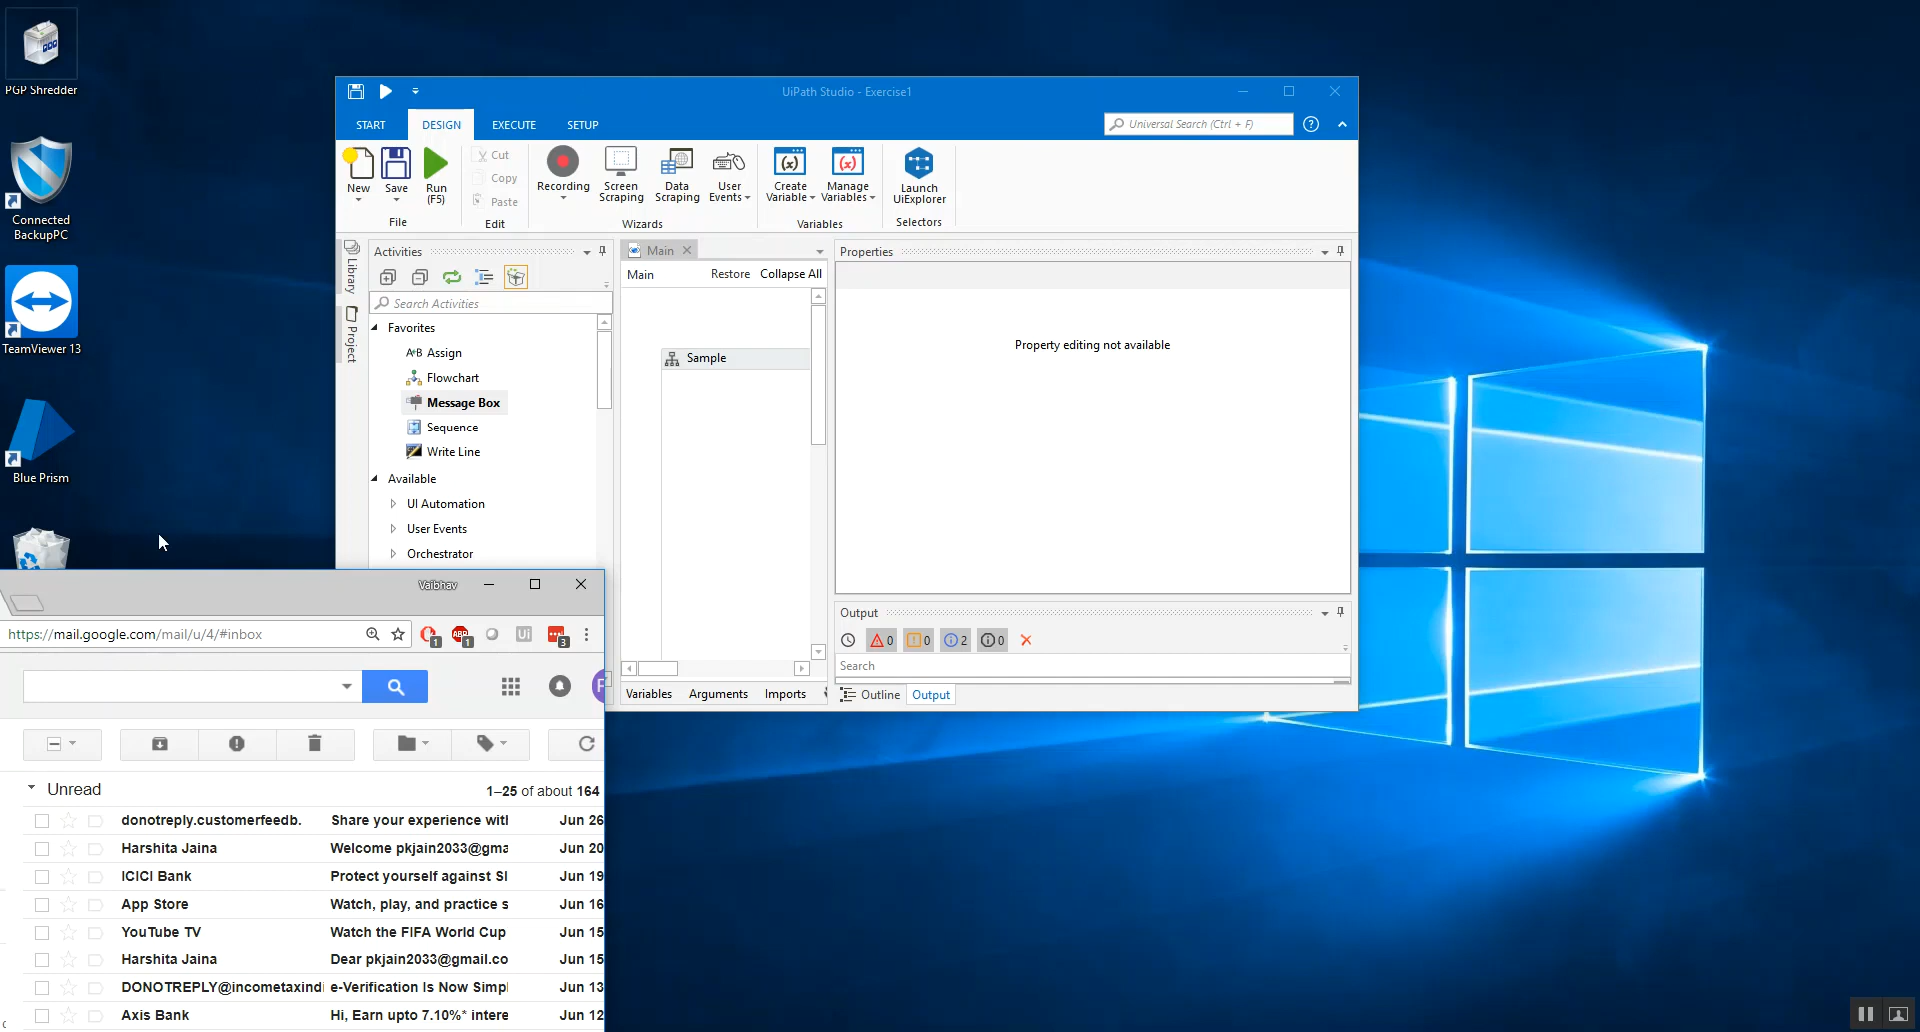 PGP Shredder
Connected
BackupPC
TeamViewer 13
Blue Prism
UiPath Studio - Exercise1
START DESIGN EXECUTE SETUP
Universal Search (Ctrl + F)
New Save Run
(F5)
File
Cut
Copy
Paste
Edit
Recording
Screen
Scraping
Data
Scraping
User
Events
Wizards
Create
Variable
Manage
Variables
Variables
Launch
UiExplorer
Selectors
Library
Project
Activities
Search Activities
Favorites
A+B Assign
Flowchart
Message Box
Sequence
Write Line
Available
UI Automation
User Events
Orchestrator
Main
Main Restore Collapse All
Sample
Variables Arguments Imports
Properties
Property editing not available
Output
0 0 2 0
Search
Outline Output
Vaibhav
https://mail.google.com/mail/u/4/#inbox
1 ABP 1 Ui 3
Unread 1–25 of about 164
donotreply.customerfeedb. Share your experience with Jun 26
Harshita Jaina Welcome pkjain2033@gma Jun 20
ICICI Bank Protect yourself against SI Jun 19
App Store Watch, play, and practice s Jun 16
YouTube TV Watch the FIFA World Cup Jun 15
Harshita Jaina Dear pkjain2033@gmail.co Jun 15
DONOTREPLY@incometaxindi e-Verification Is Now Simpl Jun 13
Axis Bank Hi, Earn upto 7.10%* intere Jun 12